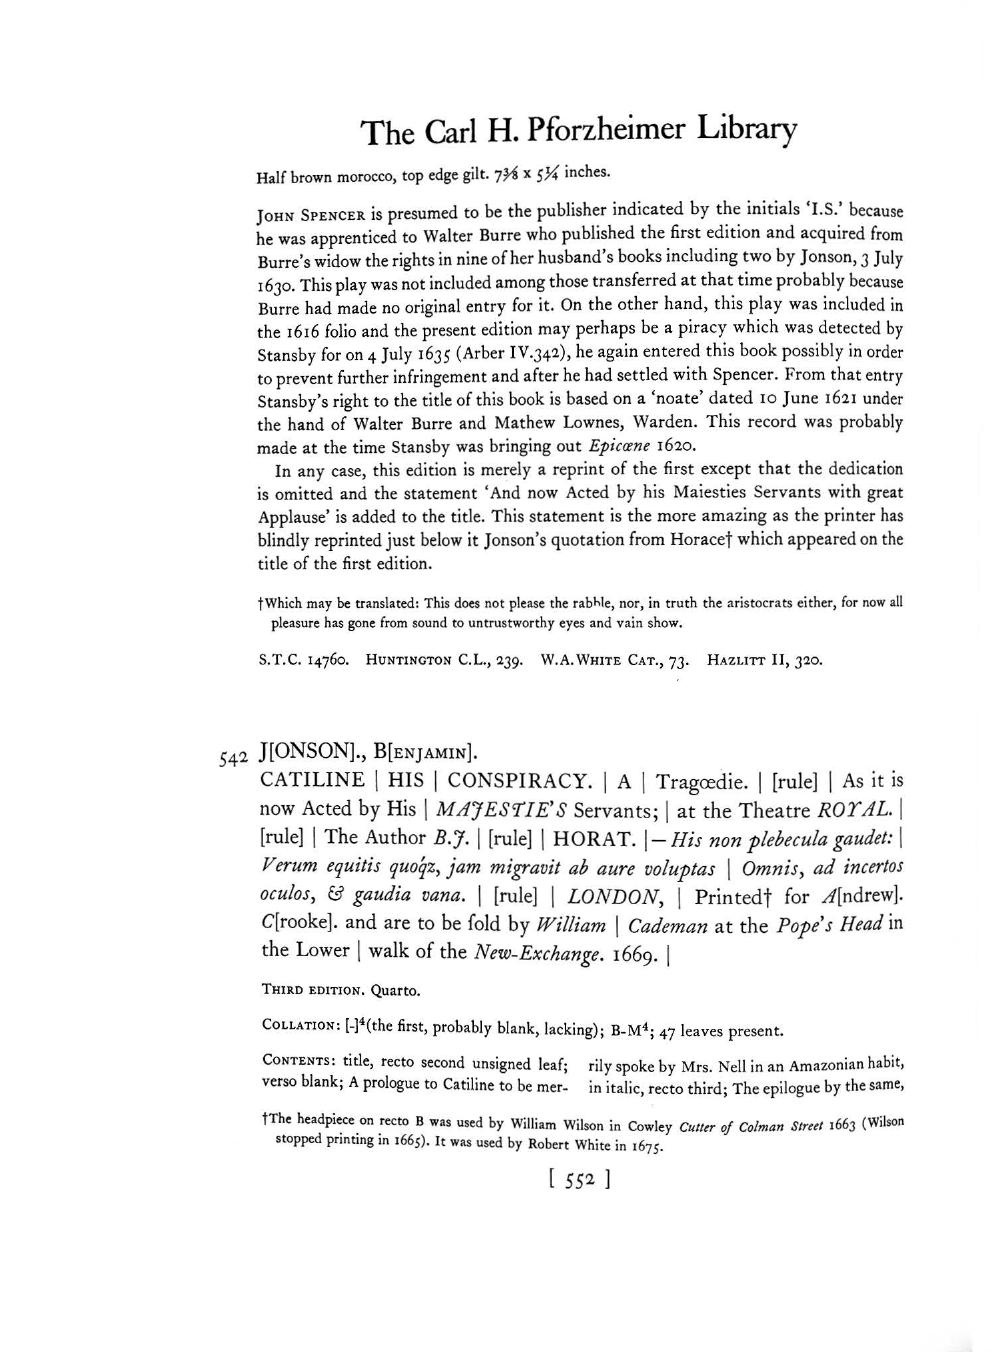 The Carl H. Pforzheimer Library
Half brown morocco, top edge gilt. 7⅜ x 5¼ inches.
John Spencer is presumed to be the publisher indicated by the initials ‘I.S.’ because
he was apprenticed to Walter Burre who published the first edition and acquired from
Burre’s widow the rights in nine of her husband’s books including two by Jonson, 3 July
1630. This play was not included among those transferred at that time probably because
Burre had made no original entry for it. On the other hand, this play was included in
the 1616 folio and the present edition may perhaps be a piracy which was detected by
Stansby for on 4 July 1635 (Arber IV.342), he again entered this book possibly in order
to prevent further infringement and after he had settled with Spencer. From that entry
Stansby’s right to the title of this book is based on a ‘noate’ dated 10 June 1621 under
the hand of Walter Burre and Mathew Lownes, Warden. This record was probably
made at the time Stansby was bringing out Epicœne 1620.
In any case, this edition is merely a reprint of the first except that the dedication
is omitted and the statement ‘And now Acted by his Maiesties Servants with great
Applause’ is added to the title. This statement is the more amazing as the printer has
blindly reprinted just below it Jonson’s quotation from Horace† which appeared on the
title of the first edition.
†Which may be translated: This does not please the rabble, nor, in truth the aristocrats either, for now all
pleasure has gone from sound to untrustworthy eyes and vain show.
S.T.C. 14760. Huntington C.L., 239. W.A.White Cat., 73. Hazlitt II, 320.
542 J[ONSON]., B[enjamin].
CATILINE | HIS | CONSPIRACY. | A | Tragœdie. | [rule] | As it is
now Acted by His | MAJESTIE’S Servants; | at the Theatre ROYAL. |
[rule] | The Author B.J. | [rule] | HORAT. |—His non plebecula gaudet: |
Verum equitis quoq́z, jam migravit ab aure voluptas | Omnis, ad incertos
oculos, & gaudia vana. | [rule] | LONDON, | Printed† for A[ndrew].
C[rooke]. and are to be ſold by William | Cademan at the Pope’s Head in
the Lower | walk of the New-Exchange. 1669. |
Third edition. Quarto.
Collation: [-]⁴(the first, probably blank, lacking); B-M⁴; 47 leaves present.
Contents: title, recto second unsigned leaf;
verso blank; A prologue to Catiline to be mer-
rily spoke by Mrs. Nell in an Amazonian habit,
in italic, recto third; The epilogue by the same,
†The headpiece on recto B was used by William Wilson in Cowley Cutter of Colman Street 1663 (Wilson
stopped printing in 1665). It was used by Robert White in 1675.
[ 552 ]